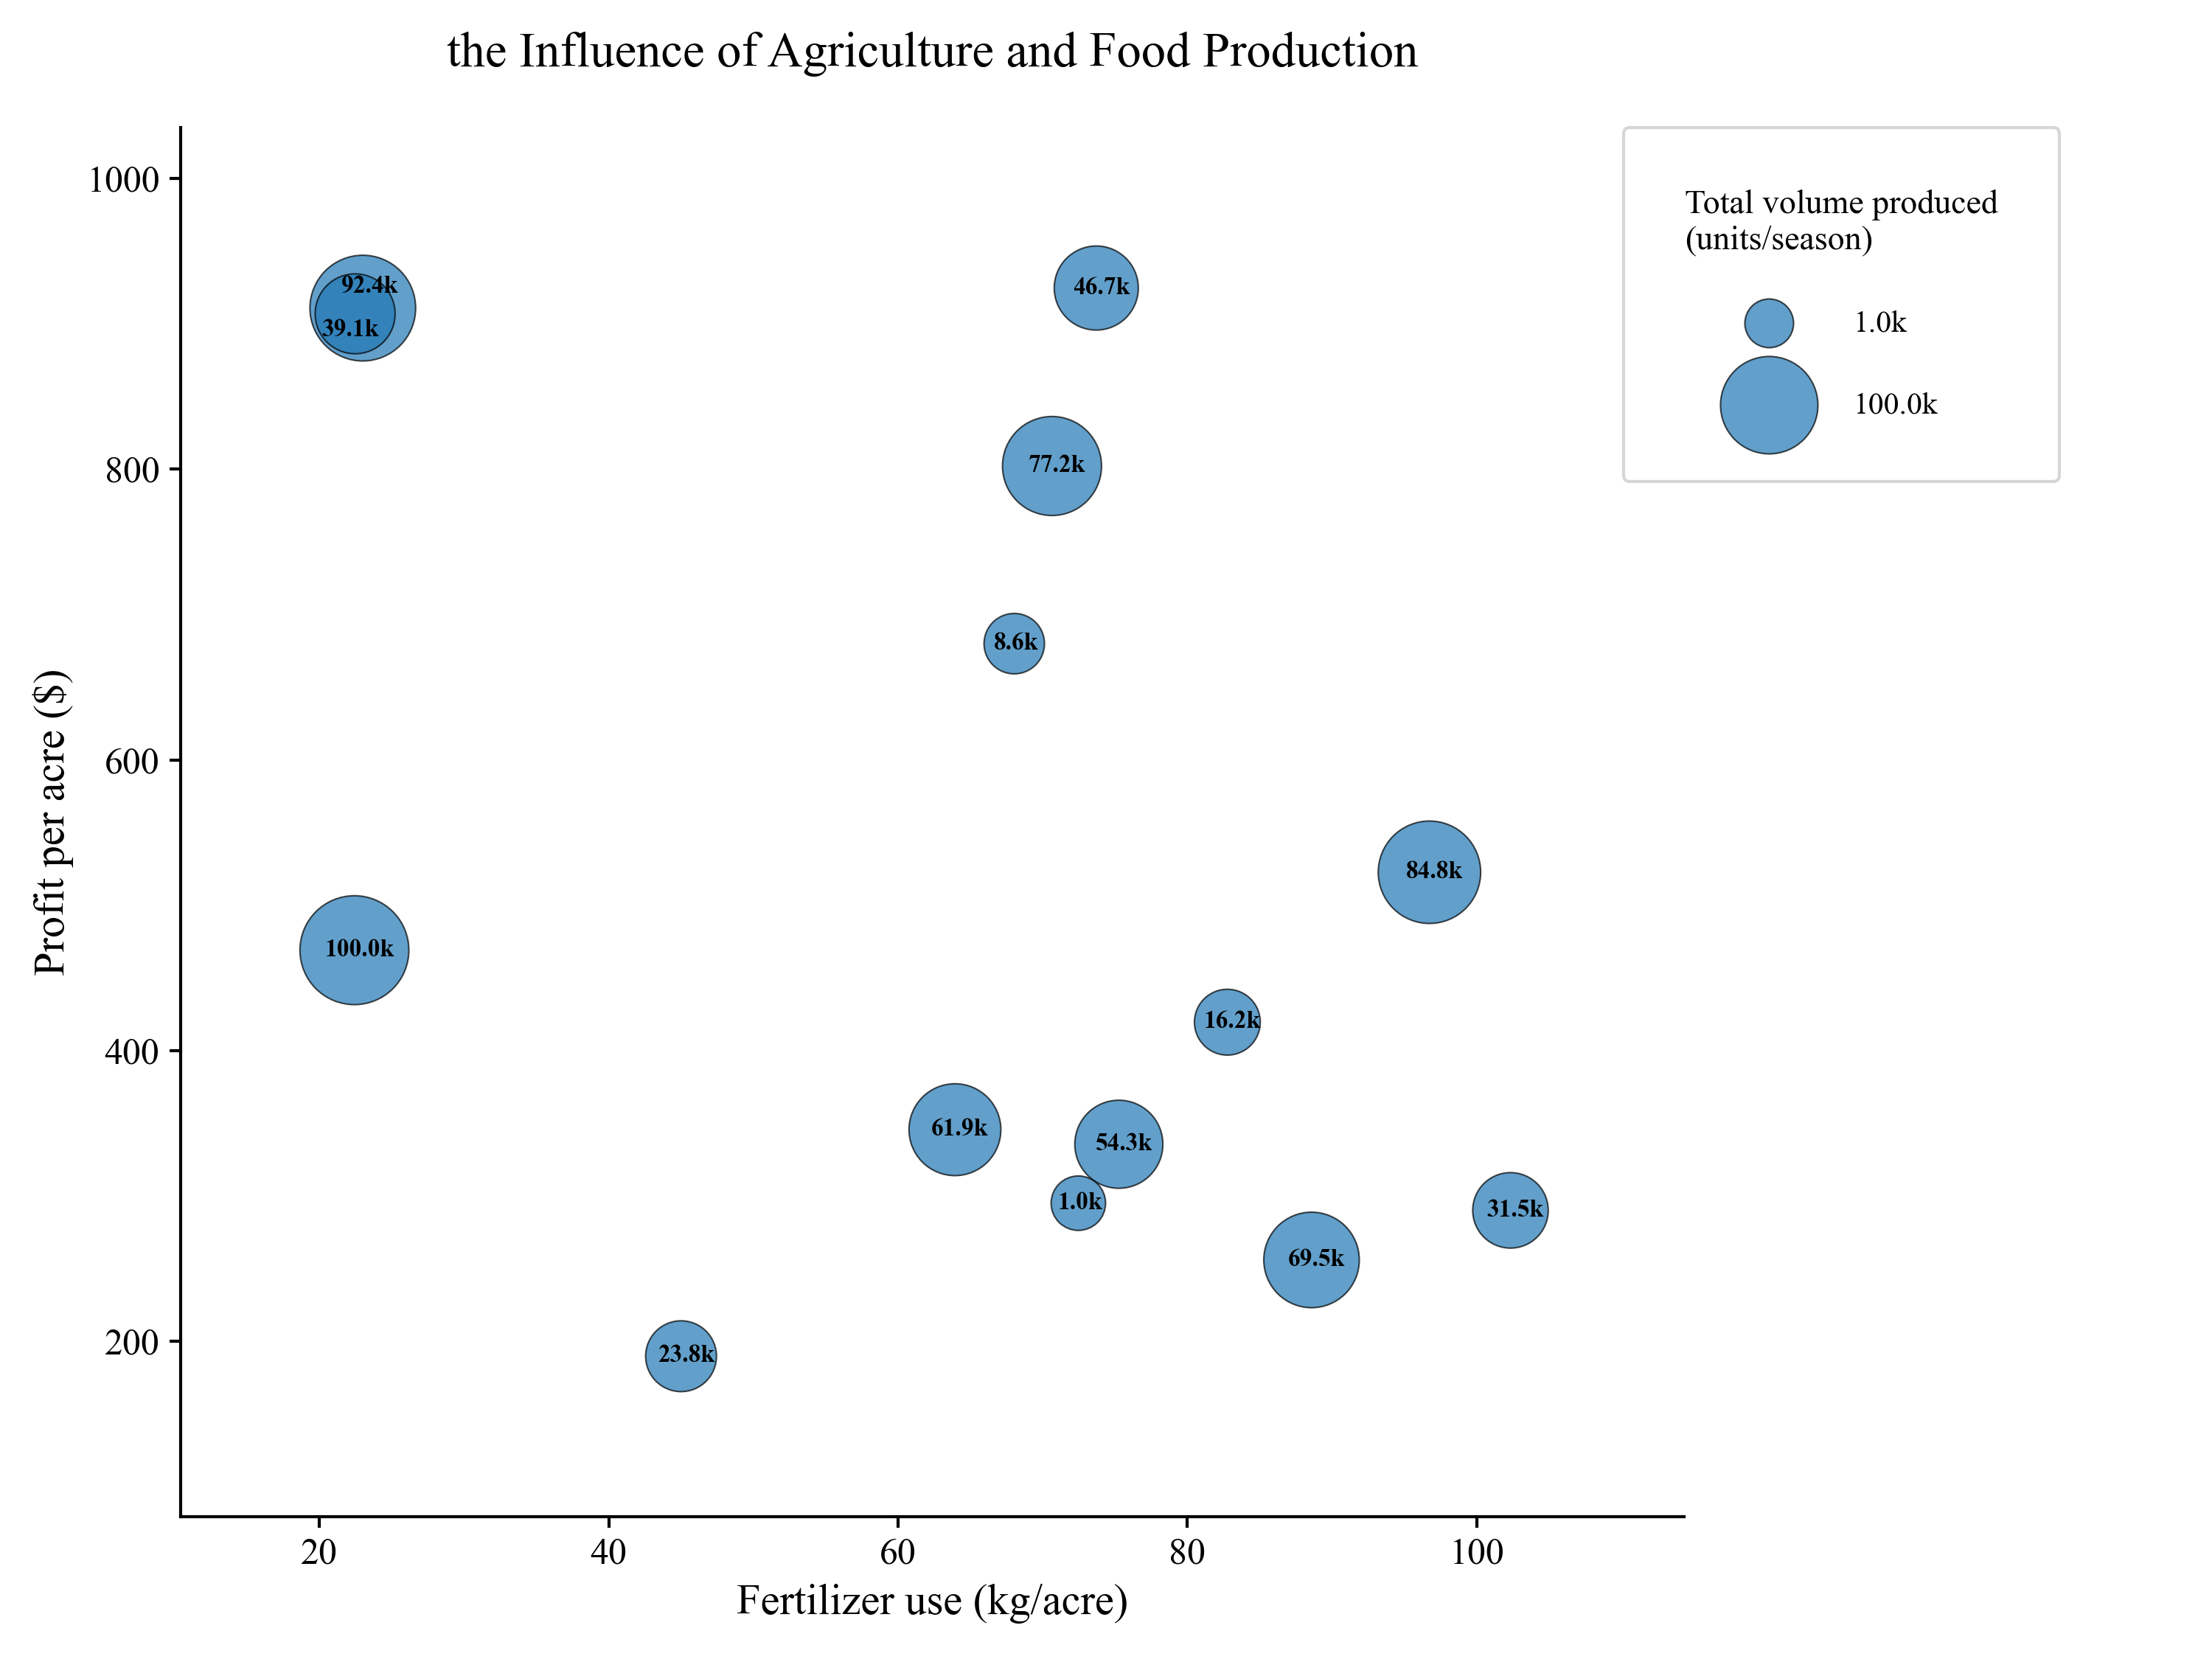 the Influence of Agriculture and Food Production
Total volume produced
(units/season)
1.0k
100.0k
Profit per acre ($)
1000
800
600
400
200
92.4k
39.1k
46.7k
77.2k
8.6k
84.8k
100.0k
16.2k
61.9k
54.3k
1.0k
31.5k
69.5k
23.8k
20
40
60
80
100
Fertilizer use (kg/acre)